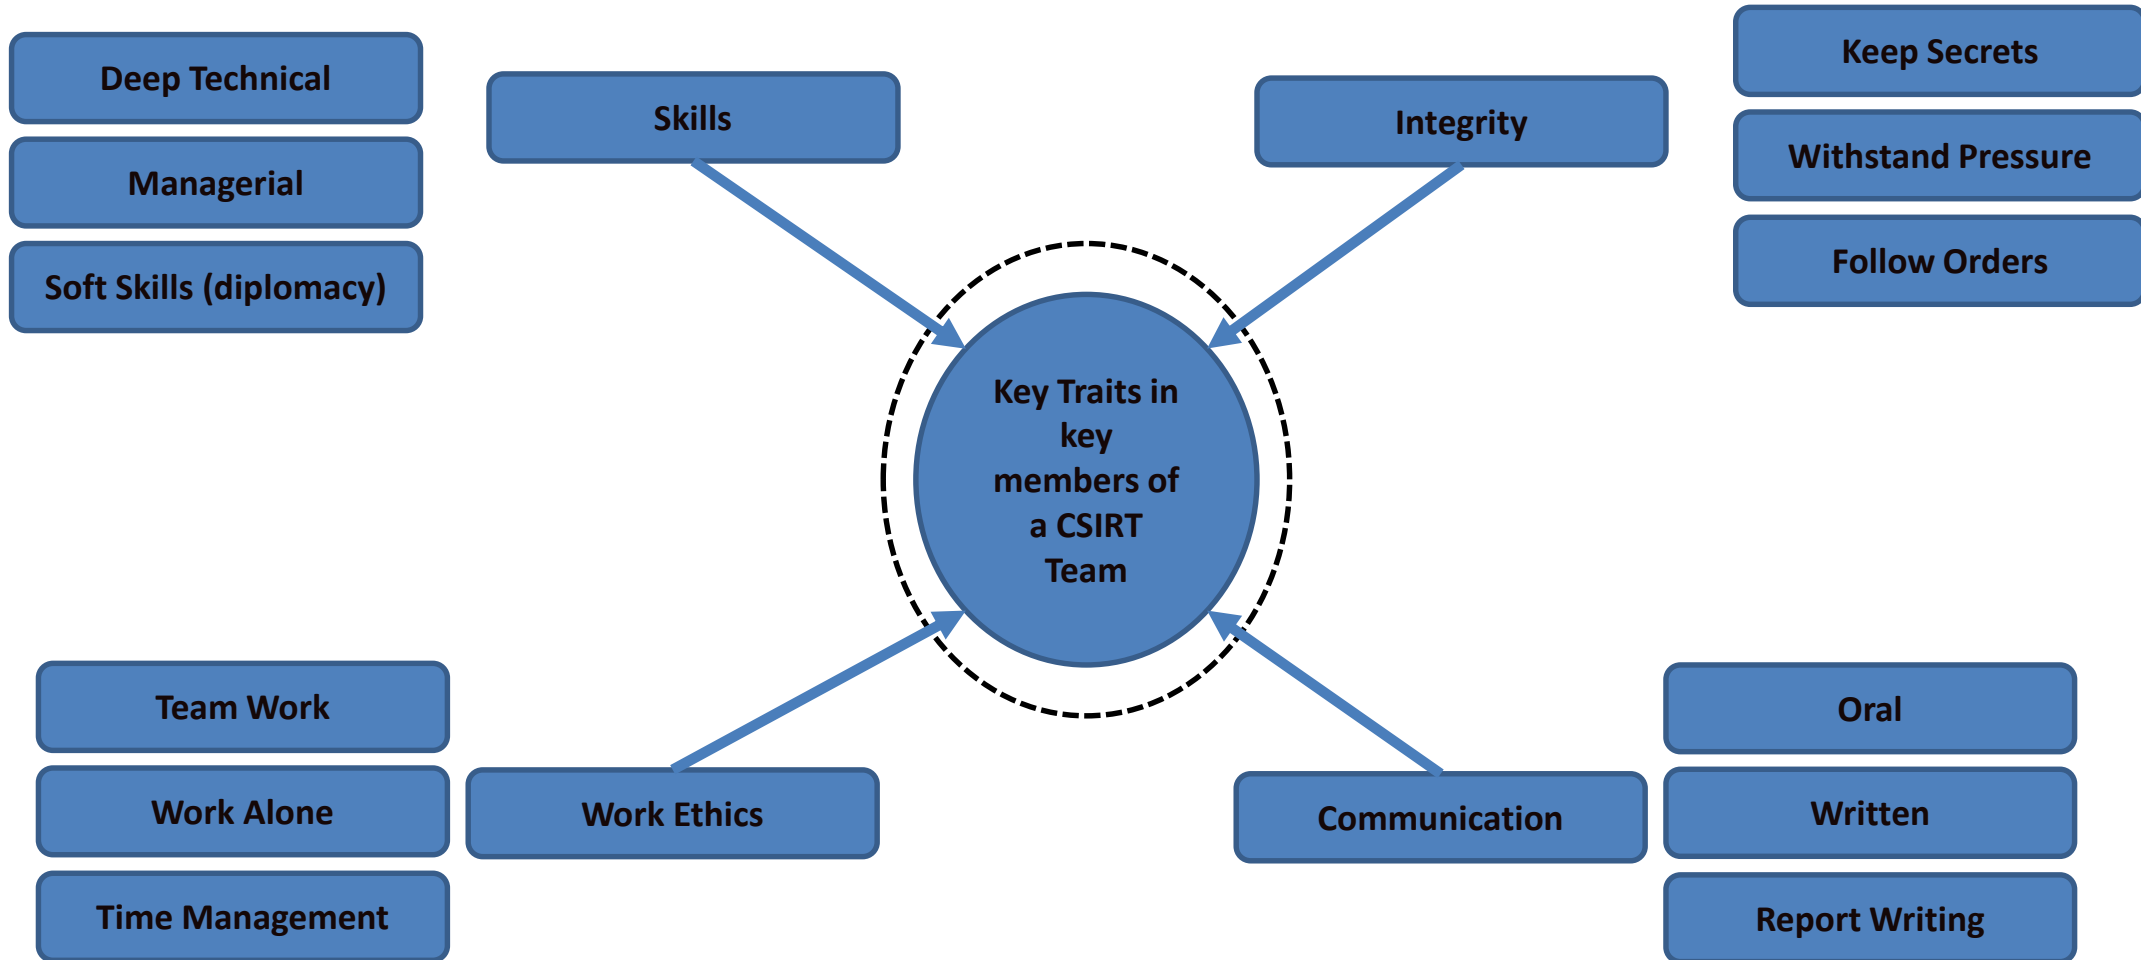 Deep Technical
Managerial
Soft Skills (diplomacy)
Skills
Integrity
Keep Secrets
Withstand Pressure
Follow Orders
Key Traits in
key
members of
a CSIRT
Team
Team Work
Work Alone
Time Management
Work Ethics
Communication
Oral
Written
Report Writing